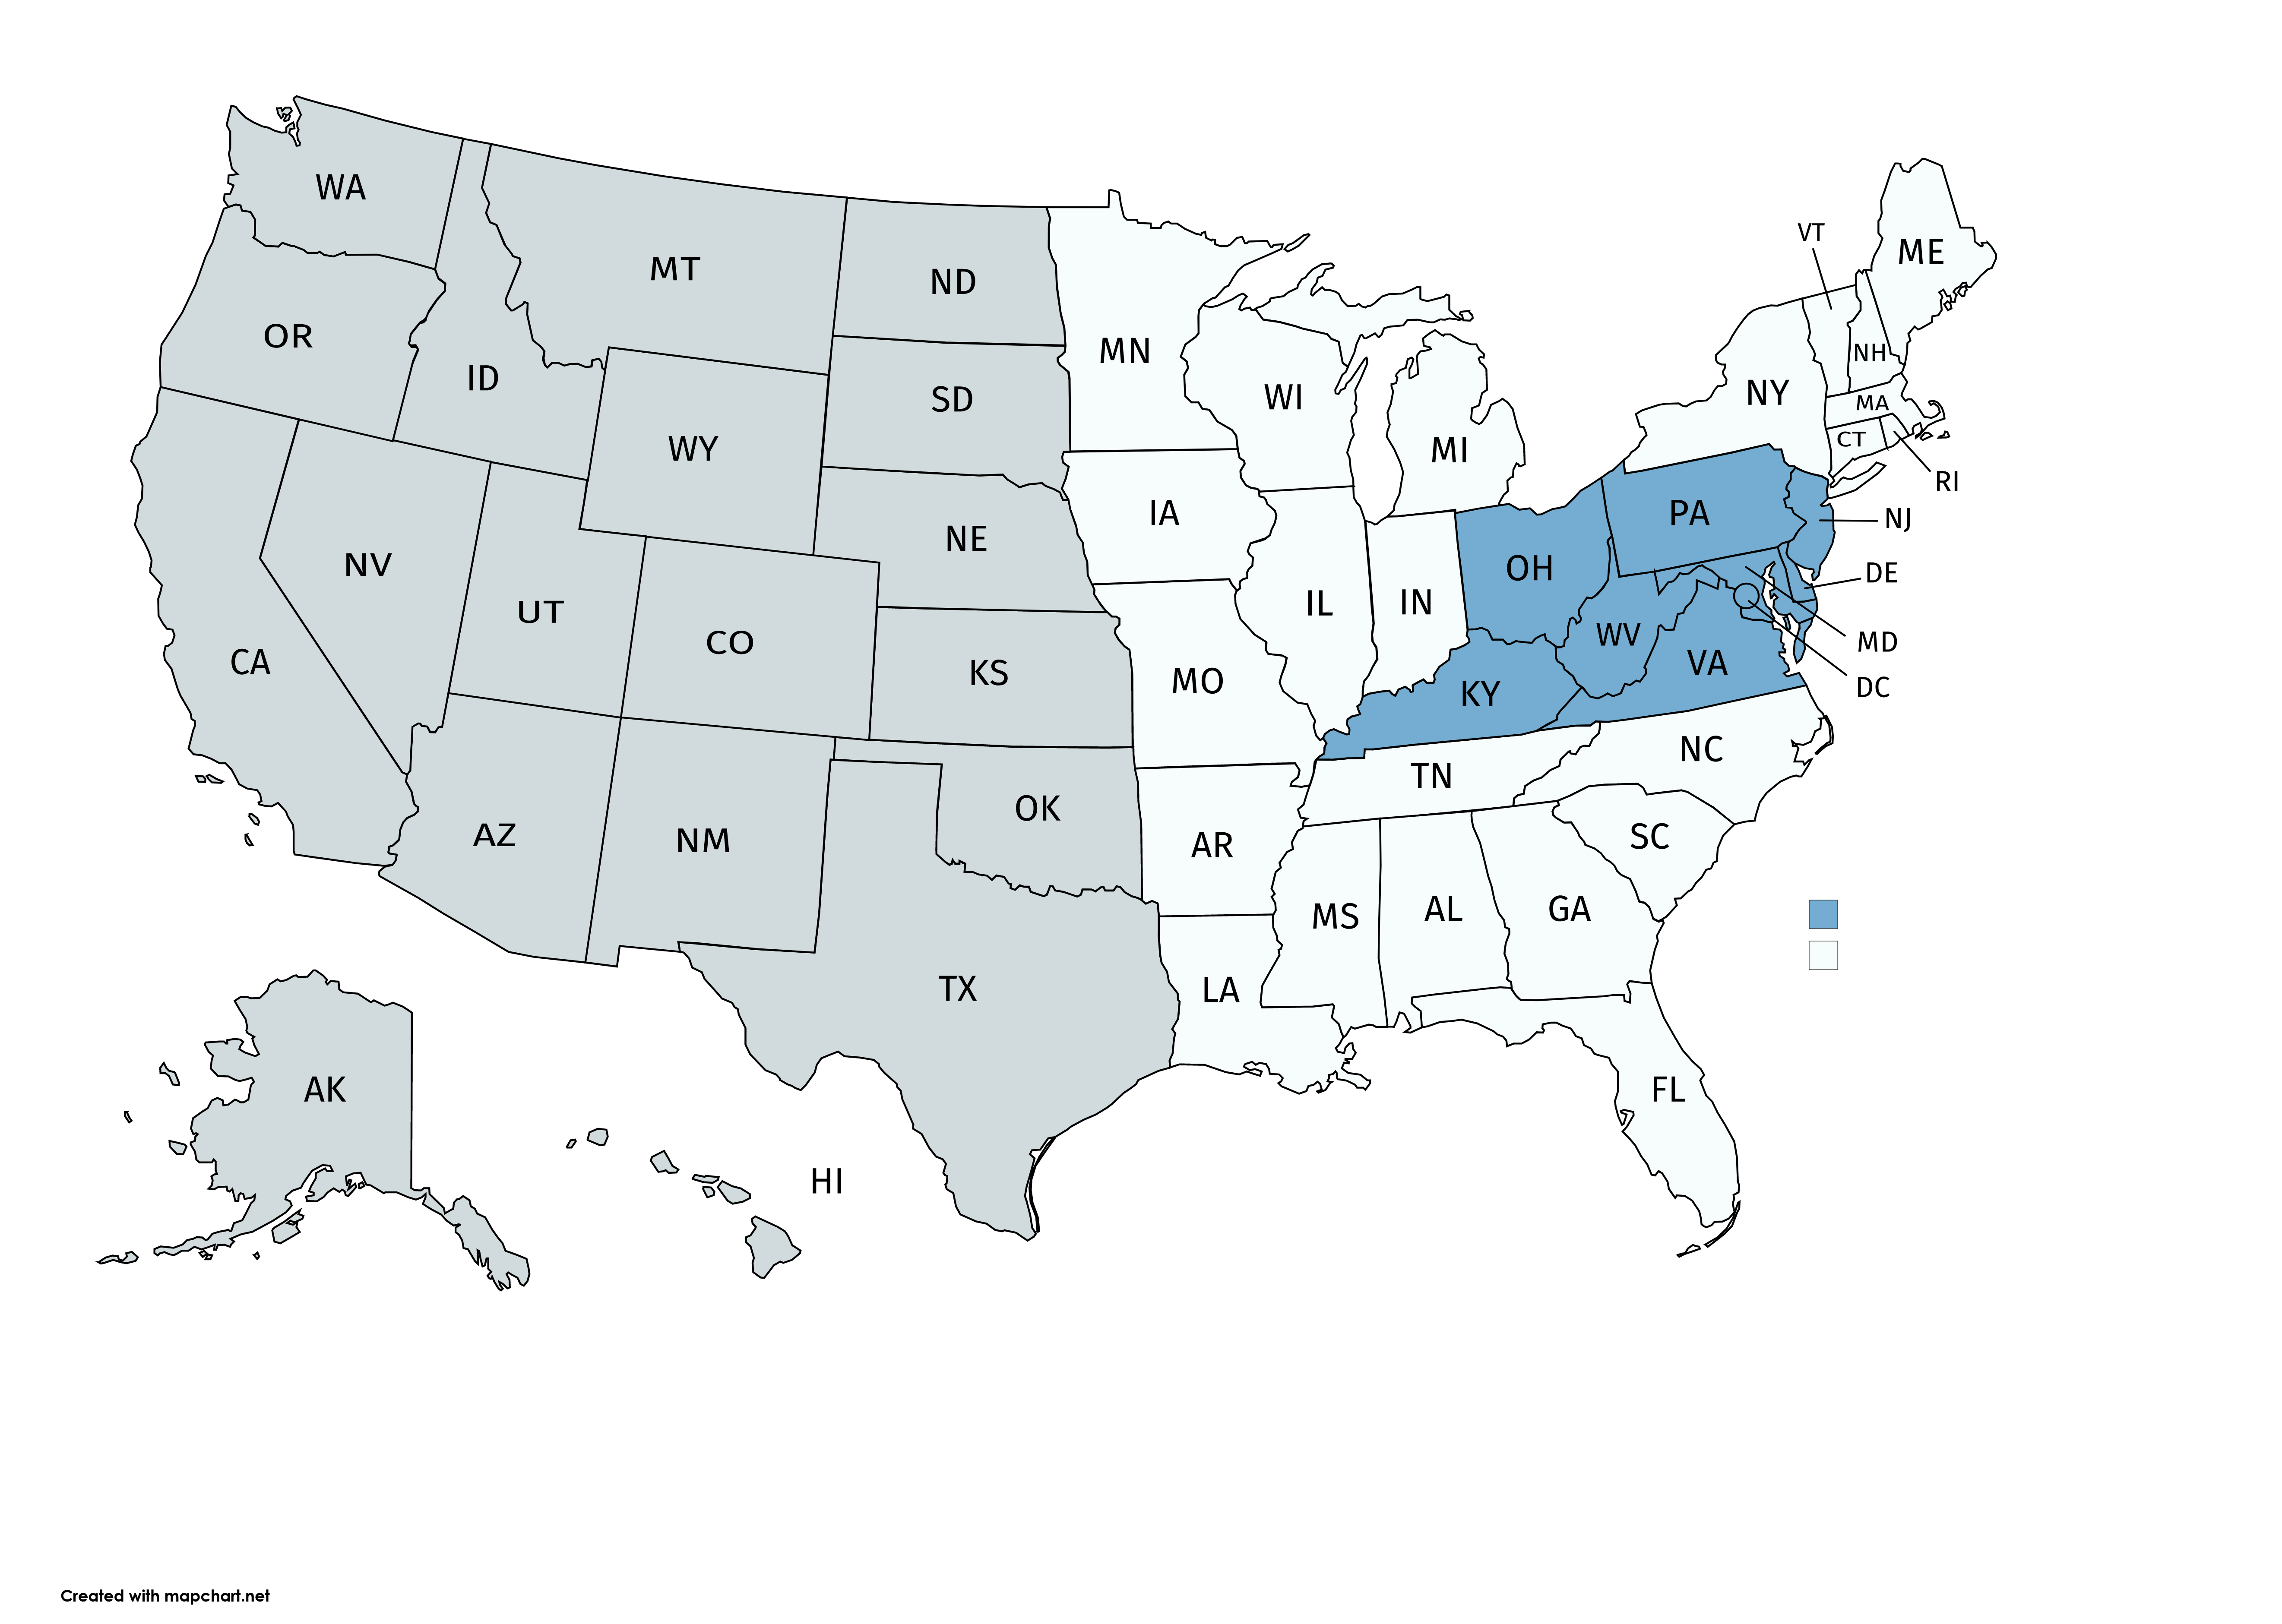 WA
MT
ND
MN
VT
ME
OR
ID
SD
WI
NH
NY
MA
CT
RI
WY
MI
IA
PA
NJ
NE
NV
OH
DE
UT
CO
IL
IN
WV
MD
CA
KS
MO
KY
VA
DC
NC
TN
OK
AZ
NM
AR
SC
MS
AL
GA
TX
LA
AK
FL
HI
Created with mapchart.net